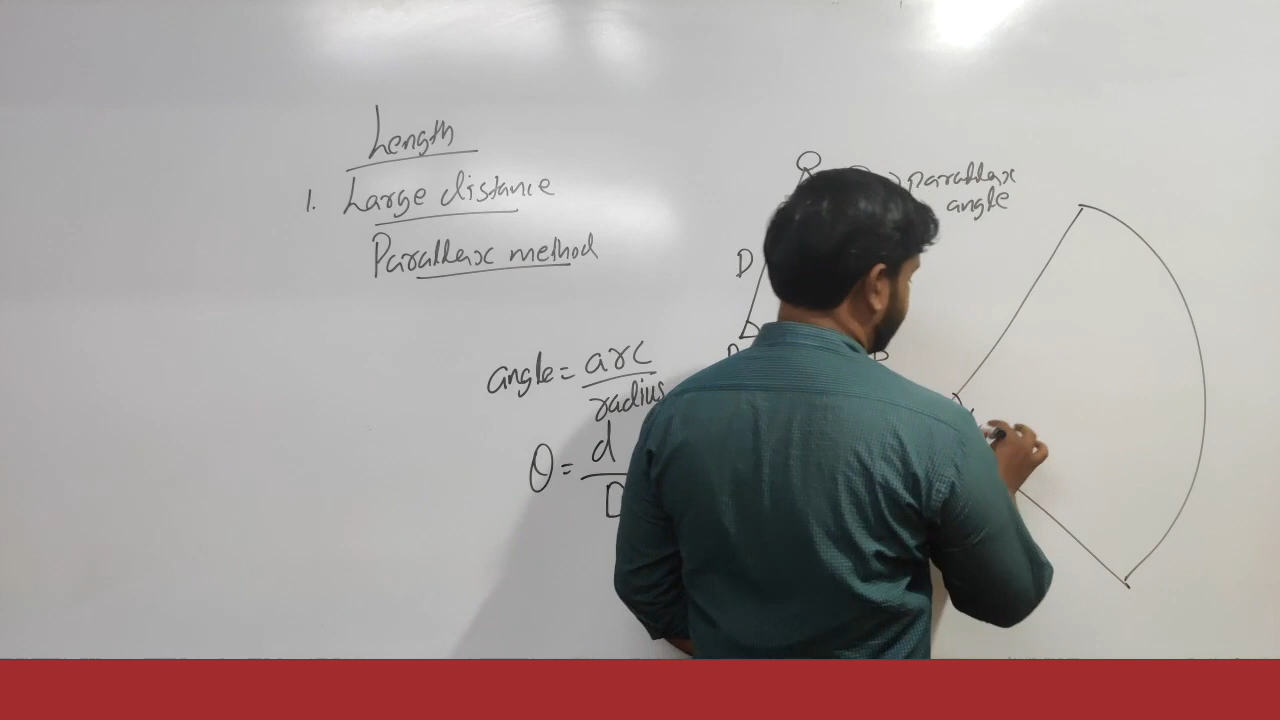 Length
1. Large distance
Parallax method
parallax
angle
D
angle = arc
radius
θ = d
D